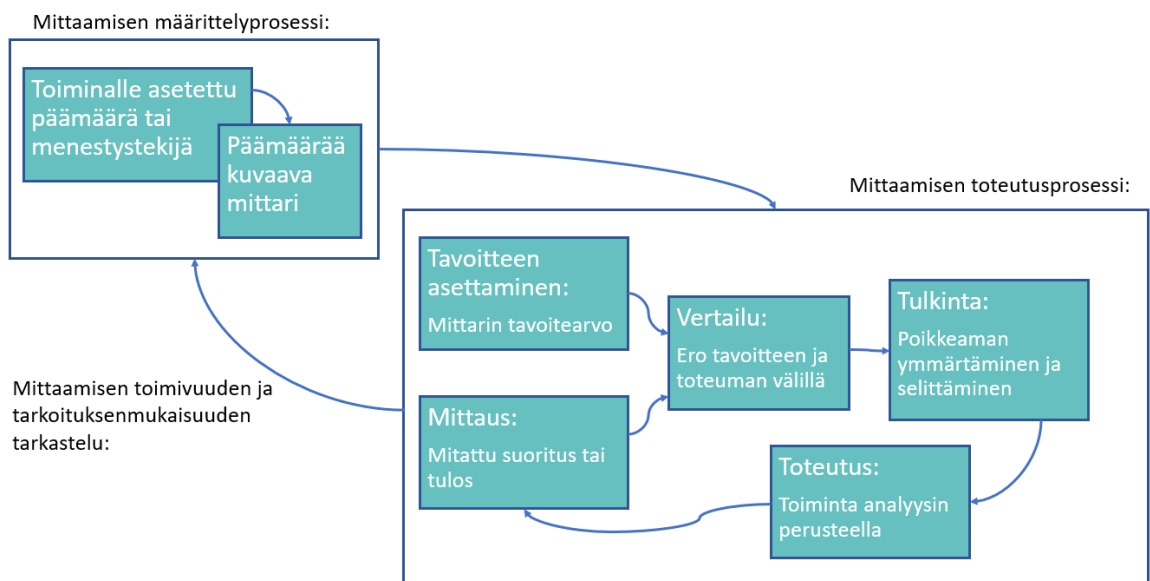 Mittaamisen määrittelyprosessi:
Toiminalle asetettu
päämäärä tai
menestystekijä
Päämäärää
kuvaava
mittari
Mittaamisen toteutusprosessi:
Tavoitteen
asettaminen:
Mittarin tavoitearvo
Vertailu:
Ero tavoitteen ja
toteuman välillä
Tulkinta:
Poikkeaman
ymmärtäminen ja
selittäminen
Mittaus:
Mitattu suoritus tai
tulos
Toteutus:
Toiminta analyysin
perusteella
Mittaamisen toimivuuden ja
tarkoituksenmukaisuuden
tarkastelu: